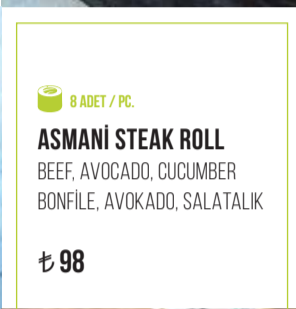 8 ADET / PC.
ASMANİ STEAK ROLL
BEEF, AVOCADO, CUCUMBER
BONFİLE, AVOKADO, SALATALIK
₺ 98